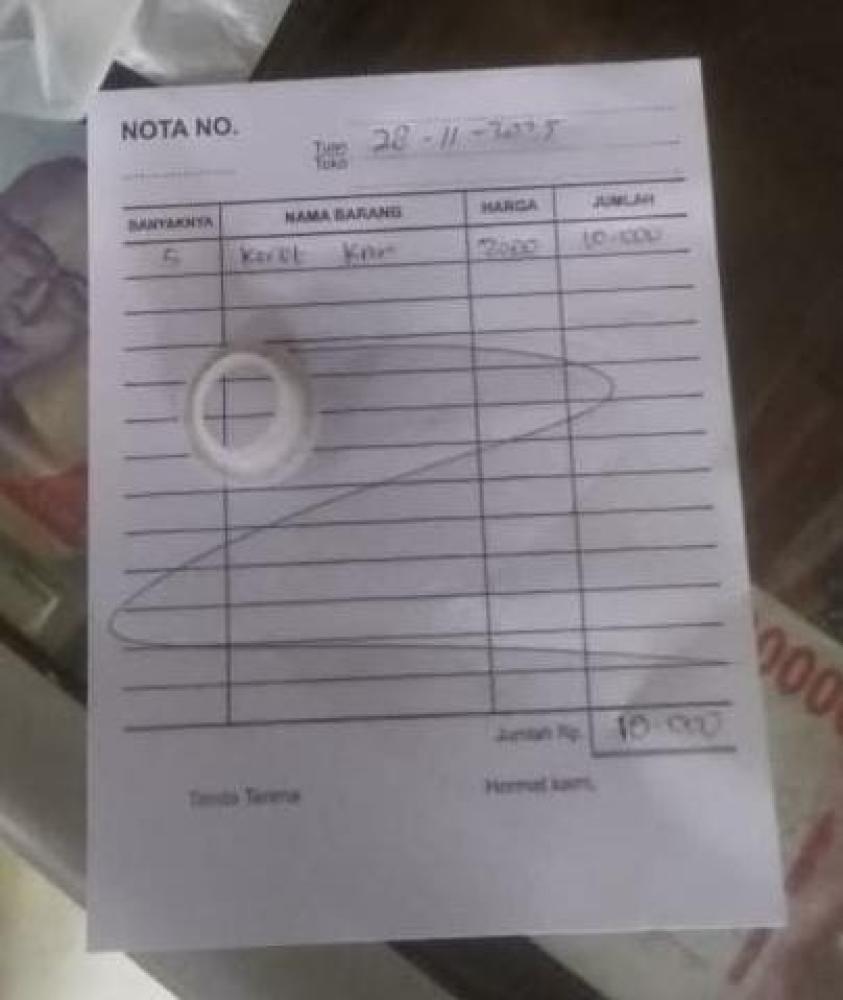 NOTA NO.
Tuan 28-11-2025
Toko
BANYAKNYA NAMA BARANG HARGA JUMLAH
5 Karet 2000 10.000
Jumlah Rp. 10.000
Tanda Terima Hormat kami,
000